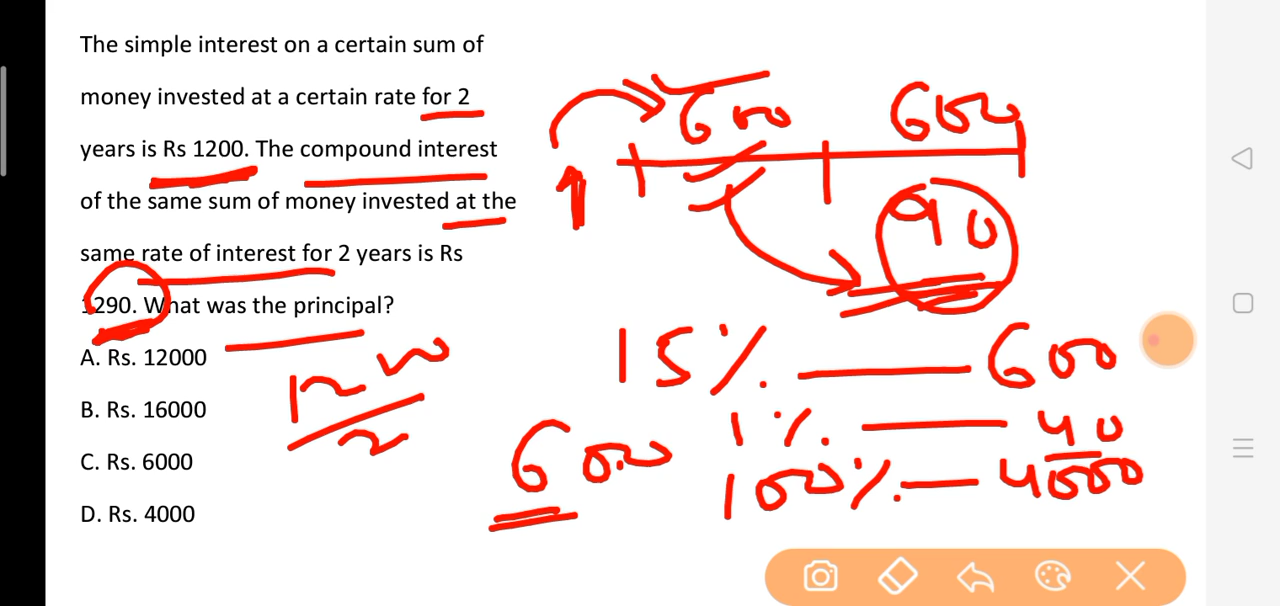 The simple interest on a certain sum of
money invested at a certain rate for 2
years is Rs 1200. The compound interest
of the same sum of money invested at the
same rate of interest for 2 years is Rs
1290. What was the principal?
A. Rs. 12000
B. Rs. 16000
C. Rs. 6000
D. Rs. 4000
1200
2
600
600 600
90
15% 600
1% 40
100% 4000